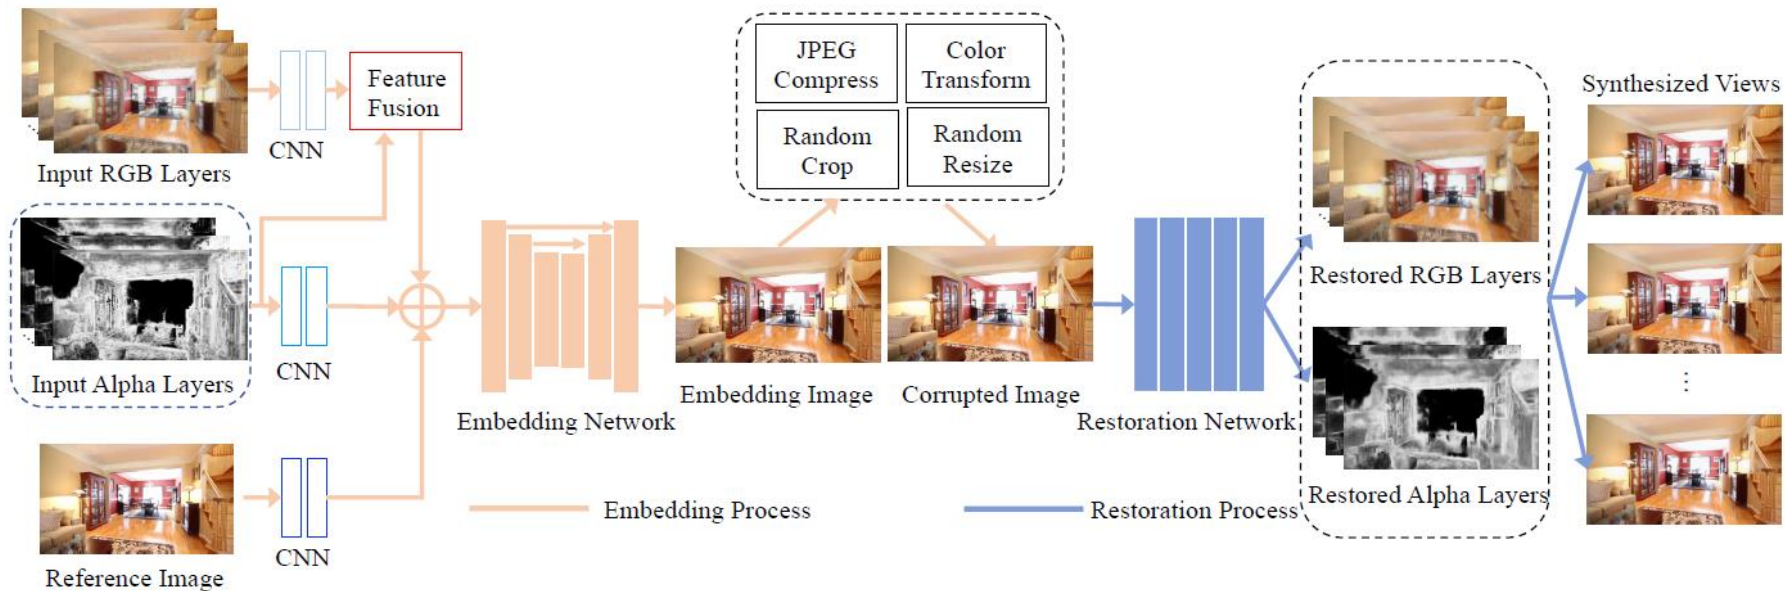 Feature
Fusion
CNN
Input RGB Layers
Input Alpha Layers
CNN
Reference Image
CNN
Embedding Network
JPEG
Compress
Color
Transform
Random
Crop
Random
Resize
Embedding Image
Corrupted Image
Restoration Network
Restored RGB Layers
Restored Alpha Layers
Synthesized Views
Embedding Process
Restoration Process